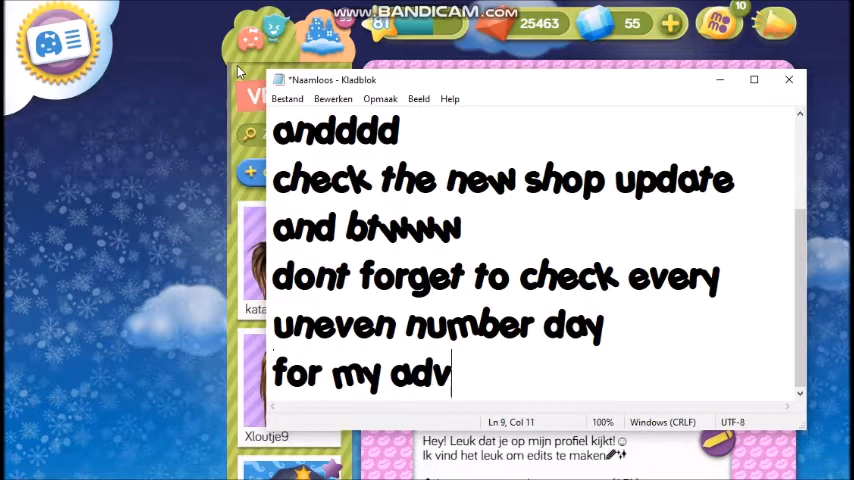 www.BANDICAM.com
81
25463
55
10
*Naamloos - Kladblok
Bestand Bewerken Opmaak Beeld Help
andddd
check the new shop update
and btwwww
dont forget to check every
uneven number day
for my adv
Ln 9, Col 11 100% Windows (CRLF) UTF-8
kata
Xloutje9
Hey! Leuk dat je op mijn profiel kijkt!☺
Ik vind het leuk om edits te maken